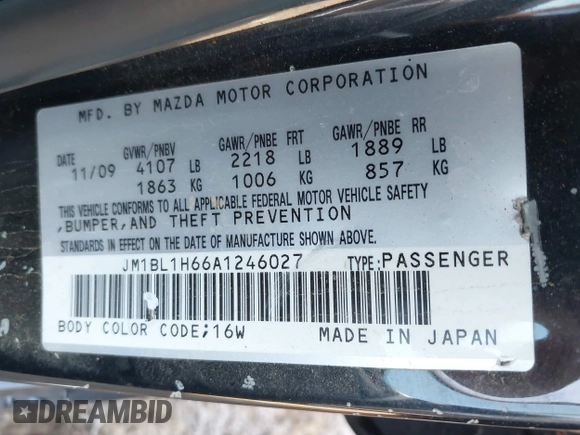 MFD. BY MAZDA MOTOR CORPORATION
DATE GVWR/PNBV GAWR/PNBE FRT GAWR/PNBE RR
11/09 4107 LB 2218 LB 1889 LB
1863 KG 1006 KG 857 KG
THIS VEHICLE CONFORMS TO ALL APPLICABLE FEDERAL MOTOR VEHICLE SAFETY
,BUMPER,AND THEFT PREVENTION
STANDARDS IN EFFECT ON THE DATE OF MANUFACTURE SHOWN ABOVE.
JM1BL1H66A1246027 TYPE;PASSENGER
BODY COLOR CODE;16W MADE IN JAPAN
DREAMBID